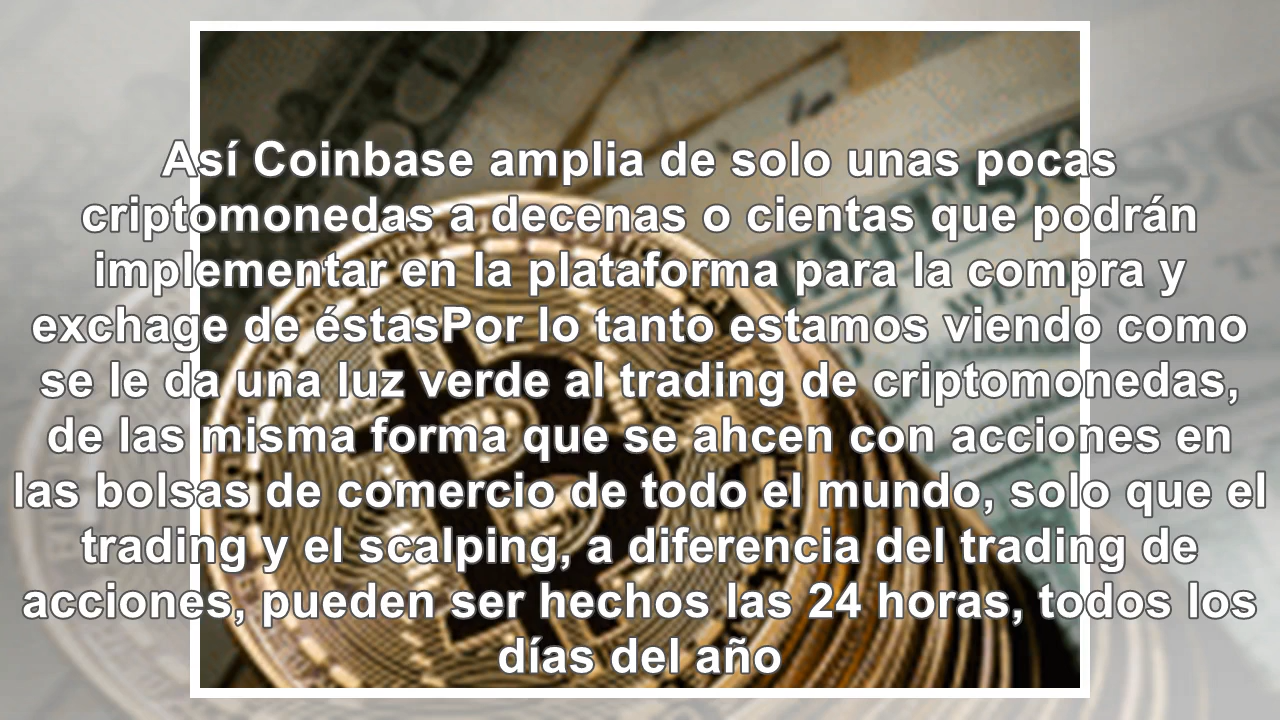 Así Coinbase amplia de solo unas pocas
criptomonedas a decenas o cientas que podrán
implementar en la plataforma para la compra y
exchage de éstasPor lo tanto estamos viendo como
se le da una luz verde al trading de criptomonedas,
de las misma forma que se ahcen con acciones en
las bolsas de comercio de todo el mundo, solo que el
trading y el scalping, a diferencia del trading de
acciones, pueden ser hechos las 24 horas, todos los
días del año